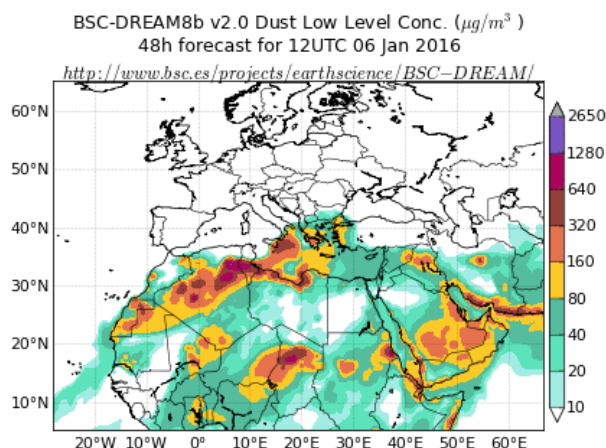 BSC-DREAM8b v2.0 Dust Low Level Conc. (μg/m³ )
48h forecast for 12UTC 06 Jan 2016
http://www.bsc.es/projects/earthscience/BSC−DREAM/
60°N
50°N
40°N
30°N
20°N
10°N
20°W 10°W 0° 10°E 20°E 30°E 40°E 50°E 60°E
2650
1280
640
320
160
80
40
20
10